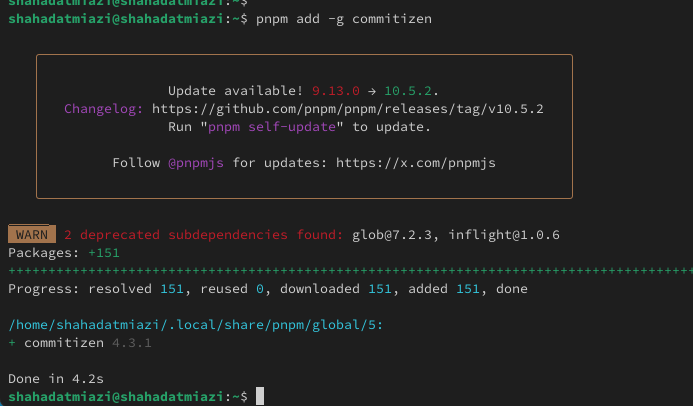 shahadatmiazi@shahadatmiazi:~$
shahadatmiazi@shahadatmiazi:~$ pnpm add -g commitizen
Update available! 9.13.0 → 10.5.2.
Changelog: https://github.com/pnpm/pnpm/releases/tag/v10.5.2
Run "pnpm self-update" to update.
Follow @pnpmjs for updates: https://x.com/pnpmjs
WARN 2 deprecated subdependencies found: glob@7.2.3, inflight@1.0.6
Packages: +151
++++++++++++++++++++++++++++++++++++++++++++++++++++++++++++++++++++++++++++++++++++++
Progress: resolved 151, reused 0, downloaded 151, added 151, done
/home/shahadatmiazi/.local/share/pnpm/global/5:
+ commitizen 4.3.1
Done in 4.2s
shahadatmiazi@shahadatmiazi:~$